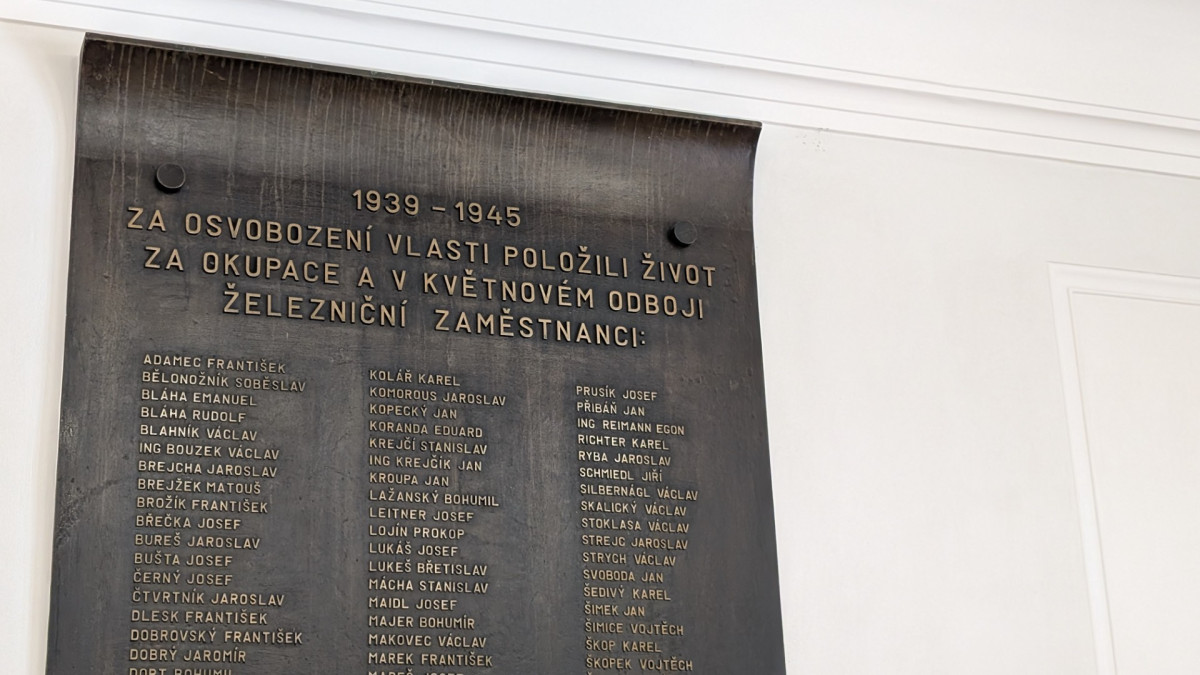 1939 – 1945
ZA OSVOBOZENÍ VLASTI POLOŽILI ŽIVOT
ZA OKUPACE A V KVĚTNOVÉM ODBOJI
ŽELEZNIČNÍ ZAMĚSTNANCI:
ADAMEC FRANTIŠEK
BĚLONOŽNÍK SOBĚSLAV
BLÁHA EMANUEL
BLÁHA RUDOLF
BLAHNÍK VÁCLAV
ING BOUZEK VÁCLAV
BREJCHA JAROSLAV
BREJŽEK MATOUŠ
BROŽÍK FRANTIŠEK
BŘEČKA JOSEF
BUREŠ JAROSLAV
BUŠTA JOSEF
ČERNÝ JOSEF
ČTVRTNÍK JAROSLAV
DLESK FRANTIŠEK
DOBROVSKÝ FRANTIŠEK
DOBRÝ JAROMÍR
DORT BOHUMIL
KOLÁŘ KAREL
KOMOROUS JAROSLAV
KOPECKÝ JAN
KORANDA EDUARD
KREJČÍ STANISLAV
ING KREJČÍK JAN
KROUPA JAN
LAŽANSKÝ BOHUMIL
LEITNER JOSEF
LOJÍN PROKOP
LUKÁŠ JOSEF
LUKEŠ BŘETISLAV
MÁCHA STANISLAV
MAIDL JOSEF
MAJER BOHUMÍR
MAKOVEC VÁCLAV
MAREK FRANTIŠEK
MAREŠ JOSEF
PRUSÍK JOSEF
PŘIBÁŇ JAN
ING REIMANN EGON
RICHTER KAREL
RYBA JAROSLAV
SCHMIEDL JIŘÍ
SILBERNÁGL VÁCLAV
SKALICKÝ VÁCLAV
STOKLASA VÁCLAV
STREJC JAROSLAV
STRYCH VÁCLAV
SVOBODA JAN
ŠEDIVÝ KAREL
ŠIMEK JAN
ŠIMICE VOJTĚCH
ŠKOP KAREL
ŠKOPEK VOJTĚCH